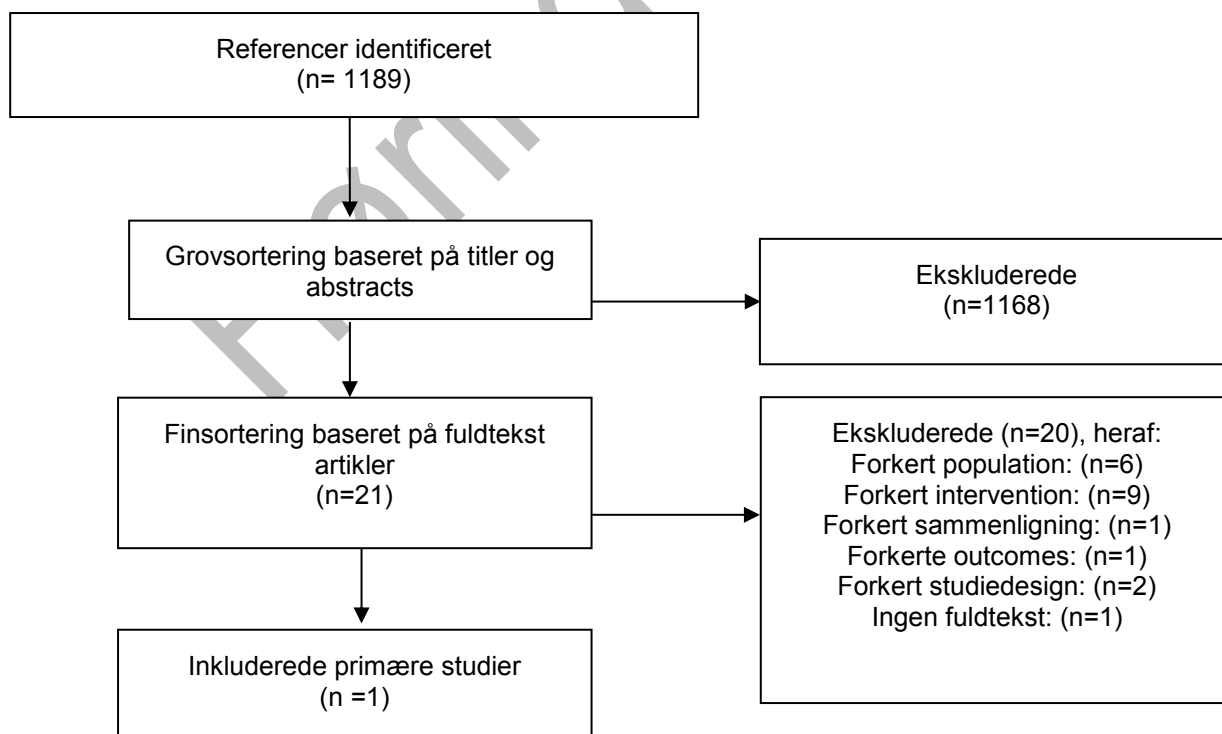 Referencer identificeret
(n= 1189)
Grovsortering baseret på titler og
abstracts
Ekskluderede
(n=1168)
Finsortering baseret på fuldtekst
artikler
(n=21)
Ekskluderede (n=20), heraf:
Forkert population: (n=6)
Forkert intervention: (n=9)
Forkert sammenligning: (n=1)
Forkerte outcomes: (n=1)
Forkert studiedesign: (n=2)
Ingen fuldtekst: (n=1)
Inkluderede primære studier
(n =1)